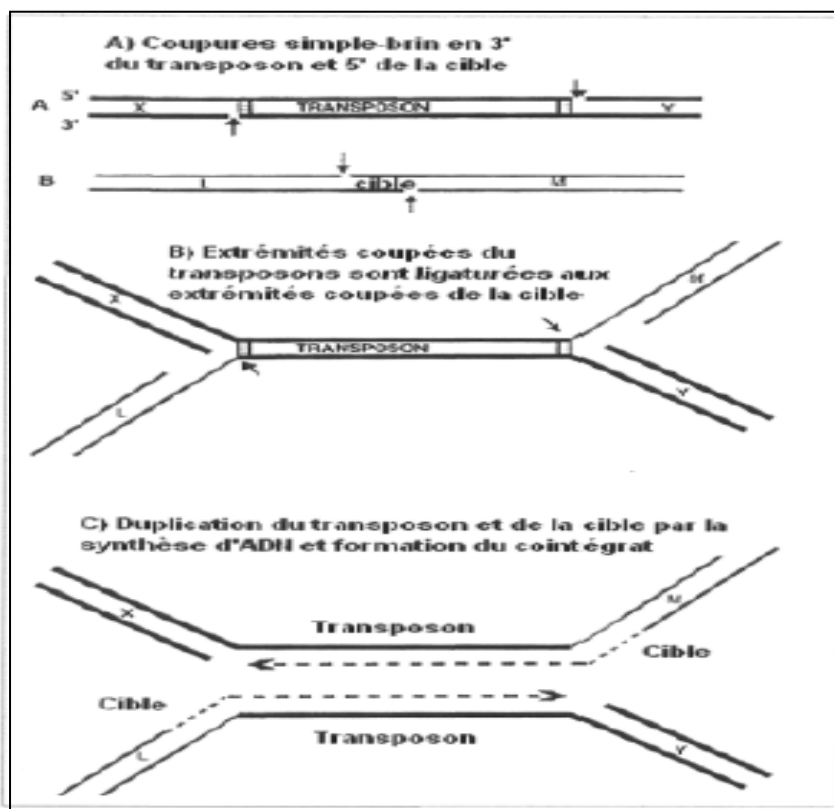 A) Coupures simple-brin en 3'
du transposon et 5' de la cible
A 5' X TRANSPOSON Y
3'
B L cible M
B) Extrémités coupées du
transposons sont ligaturées aux
extrémités coupées de la cible
X M
TRANSPOSON
L Y
C) Duplication du transposon et de la cible par la
synthèse d'ADN et formation du cointégrat
X M
Transposon
Cible
Cible
Transposon
L Y